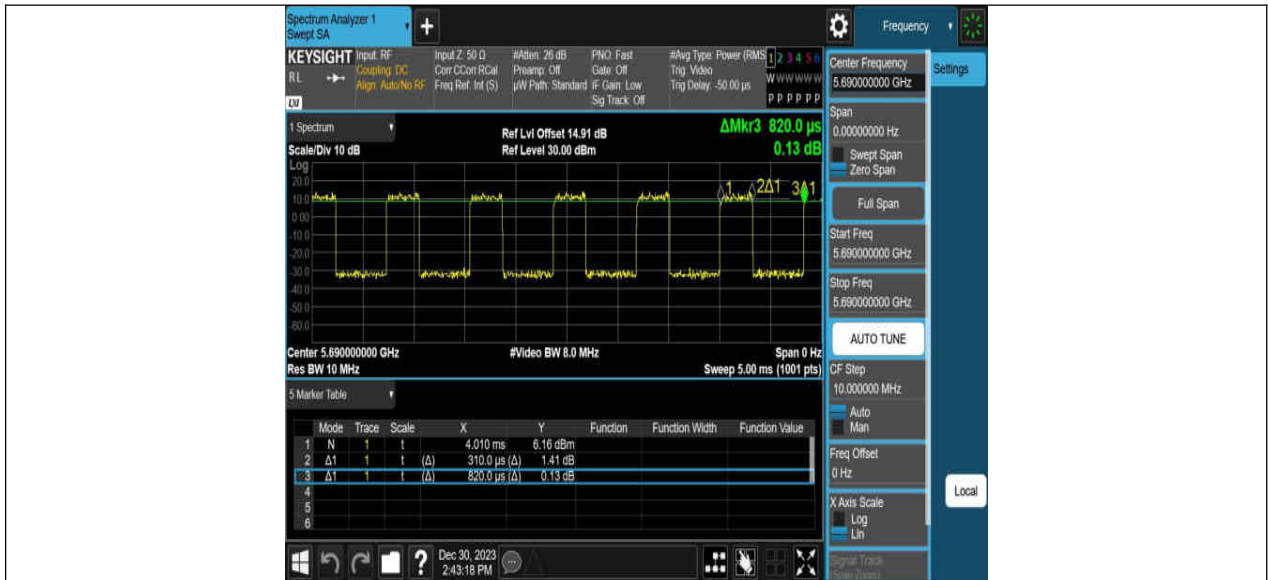 Spectrum Analyzer 1
Swept SA
+
Frequency
KEYSIGHT
RL
LXI
Input: RF
Coupling: DC
Align: Auto/No RF
Input Z: 50 Ω
Corr CCorr RCal
Freq Ref: Int (S)
#Atten: 26 dB
Preamp: Off
µW Path: Standard
PNO: Fast
Gate: Off
IF Gain: Low
Sig Track: Off
#Avg Type: Power (RMS
Trig: Video
Trig Delay: -50.00 µs
1 2 3 4 5 6
W W W W W W
P P P P P P
1 Spectrum
Scale/Div 10 dB
Log
Ref Lvl Offset 14.91 dB
Ref Level 30.00 dBm
ΔMkr3 820.0 µs
0.13 dB
20.0
10.0
0.00
-10.0
-20.0
-30.0
-40.0
-50.0
-60.0
1 2Δ1 3Δ1
Center 5.690000000 GHz
#Video BW 8.0 MHz
Span 0 Hz
Res BW 10 MHz
Sweep 5.00 ms (1001 pts)
5 Marker Table
Mode Trace Scale X Y Function Function Width Function Value
1 N 1 t 4.010 ms 6.16 dBm
2 Δ1 1 t (Δ) 310.0 µs (Δ) 1.41 dB
3 Δ1 1 t (Δ) 820.0 µs (Δ) 0.13 dB
4
5
6
?
Dec 30, 2023
2:43:18 PM
Center Frequency
5.690000000 GHz
Span
0.00000000 Hz
Swept Span
Zero Span
Full Span
Start Freq
5.690000000 GHz
Stop Freq
5.690000000 GHz
AUTO TUNE
CF Step
10.000000 MHz
Auto
Man
Freq Offset
0 Hz
X Axis Scale
Log
Lin
Signal Track
(Span Zoom)
Settings
Local